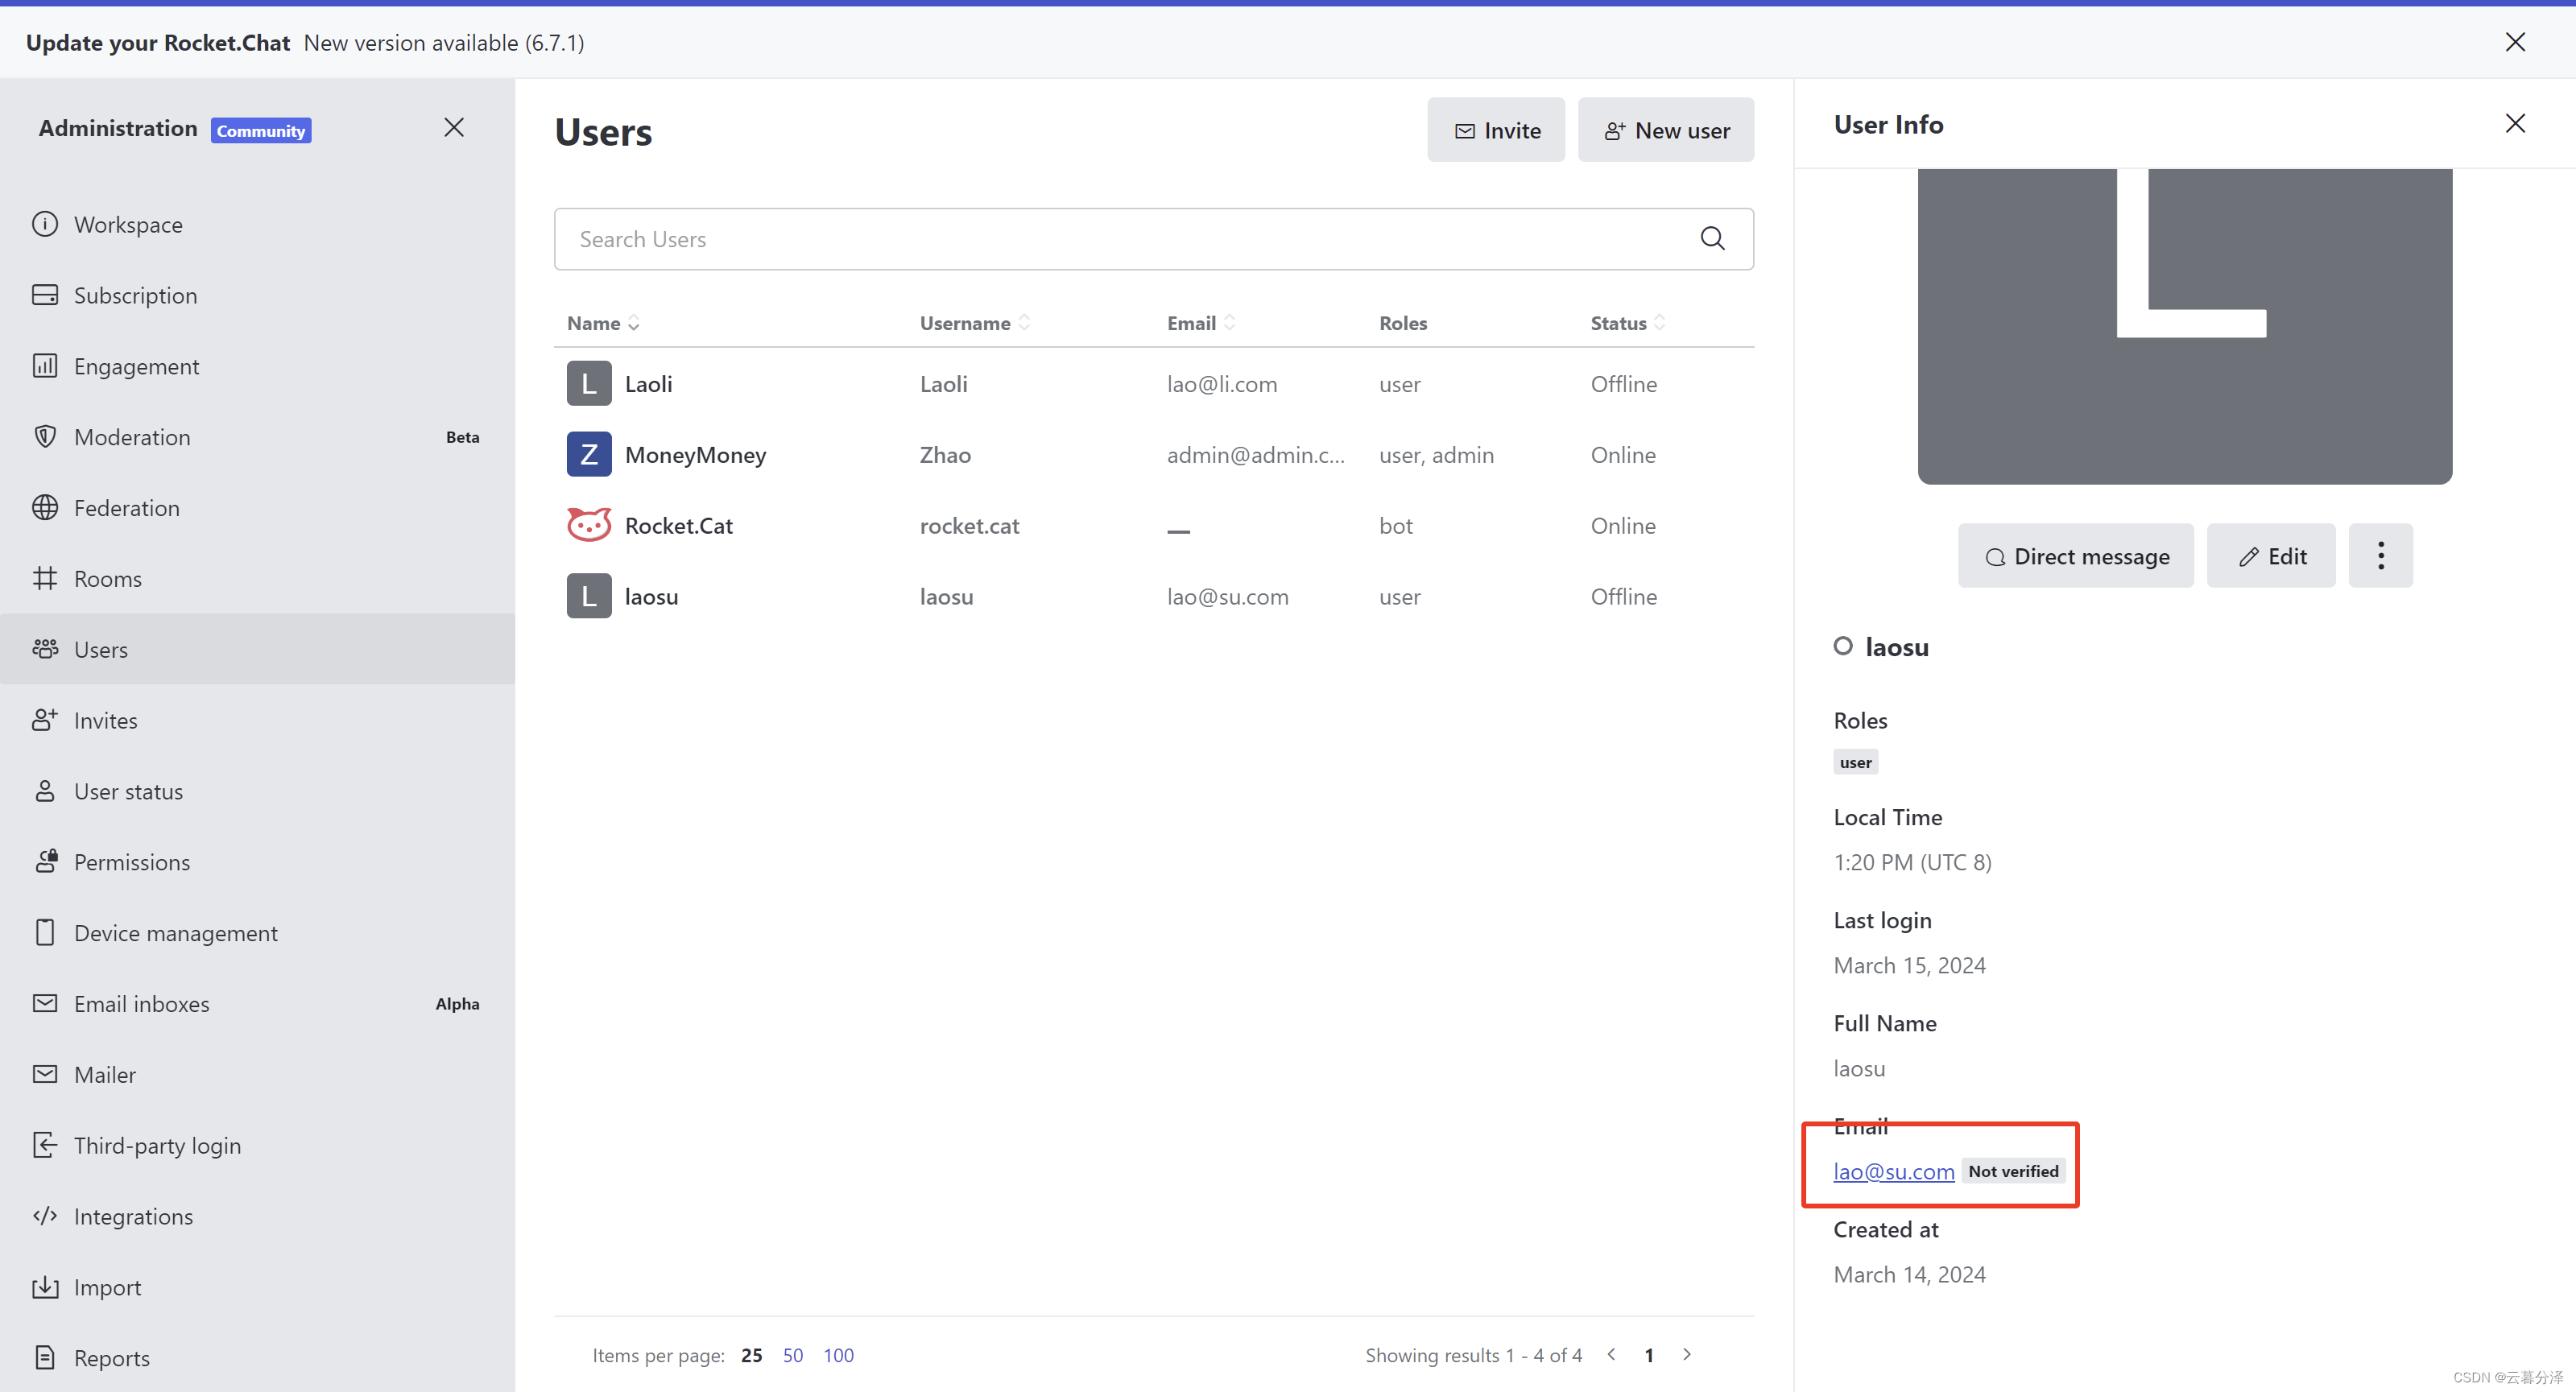 Update your Rocket.Chat New version available (6.7.1)
Administration Community
Workspace
Subscription
Engagement
Moderation Beta
Federation
Rooms
Users
Invites
User status
Permissions
Device management
Email inboxes Alpha
Mailer
Third-party login
Integrations
Import
Reports
Users
Invite
New user
Search Users
Name Username Email Roles Status
L Laoli Laoli lao@li.com user Offline
Z MoneyMoney Zhao admin@admin.c... user, admin Online
Rocket.Cat rocket.cat — bot Online
L laosu laosu lao@su.com user Offline
Items per page: 25 50 100
Showing results 1 - 4 of 4 1
User Info
L
Direct message
Edit
laosu
Roles
user
Local Time
1:20 PM (UTC 8)
Last login
March 15, 2024
Full Name
laosu
Email
lao@su.com Not verified
Created at
March 14, 2024
CSDN @云暮分泽